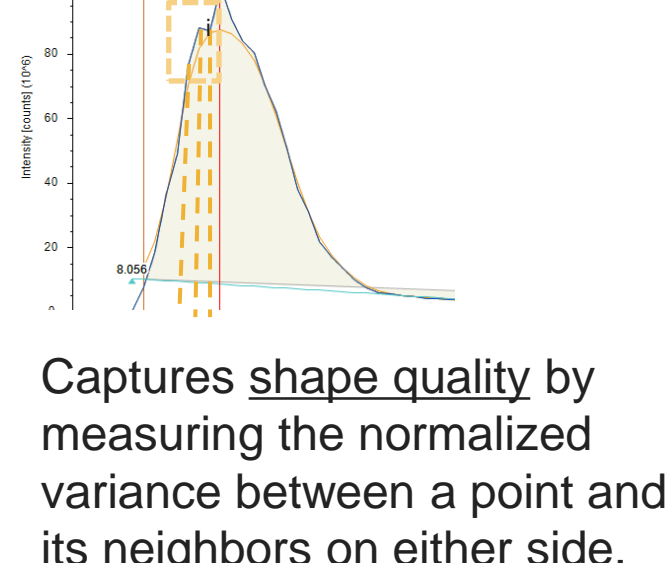 i
80
Intensity [counts] (10^6)
60
40
20
8.056
0
Captures shape quality by
measuring the normalized
variance between a point and
its neighbors on either side.